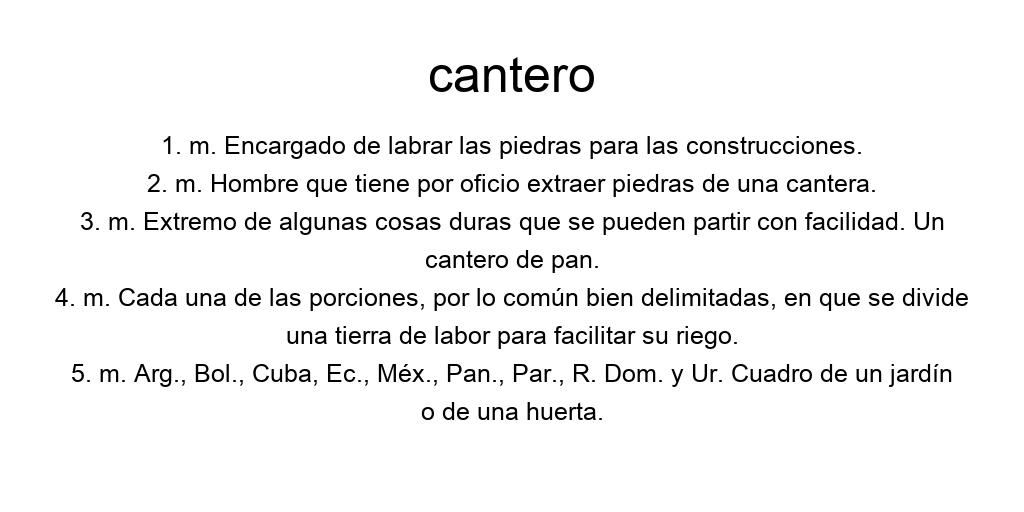 cantero
1. m. Encargado de labrar las piedras para las construcciones.
2. m. Hombre que tiene por oficio extraer piedras de una cantera.
3. m. Extremo de algunas cosas duras que se pueden partir con facilidad. Un
cantero de pan.
4. m. Cada una de las porciones, por lo común bien delimitadas, en que se divide
una tierra de labor para facilitar su riego.
5. m. Arg., Bol., Cuba, Ec., Méx., Pan., Par., R. Dom. y Ur. Cuadro de un jardín
o de una huerta.